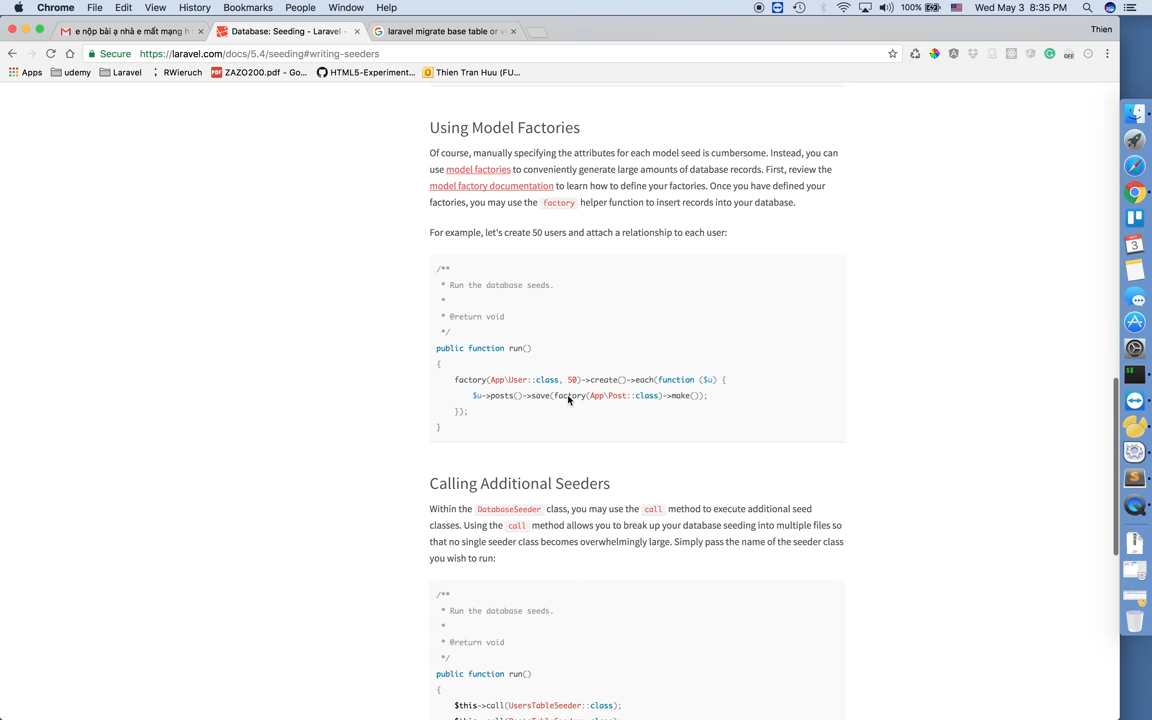 Chrome File Edit View History Bookmarks People Window Help 100% Wed May 3 8:35 PM
e nộp bài ạ nhà e mất mạng h
Database: Seeding - Laravel -
laravel migrate base table or vi
Thien
Secure https://laravel.com/docs/5.4/seeding#writing-seeders
Apps udemy Laravel RWieruch ZAZO200.pdf - Go... HTML5-Experiment... Thien Tran Huu (FU...
Using Model Factories
Of course, manually specifying the attributes for each model seed is cumbersome. Instead, you can
use model factories to conveniently generate large amounts of database records. First, review the
model factory documentation to learn how to define your factories. Once you have defined your
factories, you may use the factory helper function to insert records into your database.
For example, let's create 50 users and attach a relationship to each user:
/**
* Run the database seeds.
*
* @return void
*/
public function run()
{
factory(App\User::class, 50)->create()->each(function ($u) {
$u->posts()->save(factory(App\Post::class)->make());
});
}
Calling Additional Seeders
Within the DatabaseSeeder class, you may use the call method to execute additional seed
classes. Using the call method allows you to break up your database seeding into multiple files so
that no single seeder class becomes overwhelmingly large. Simply pass the name of the seeder class
you wish to run:
/**
* Run the database seeds.
*
* @return void
*/
public function run()
{
$this->call(UsersTableSeeder::class);